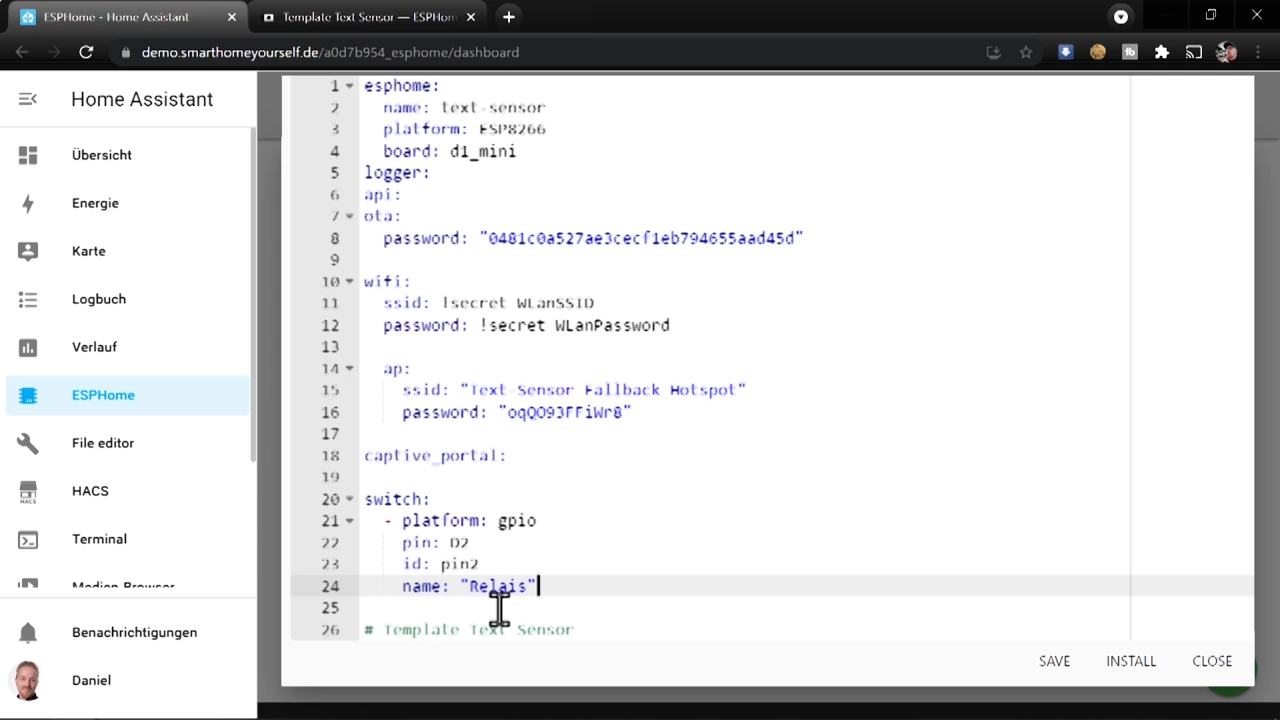 ESPHome - Home Assistant
Template Text Sensor — ESPHom
demo.smarthomeyourself.de/a0d7b954_esphome/dashboard
Home Assistant
Übersicht
Energie
Karte
Logbuch
Verlauf
ESPHome
File editor
HACS
Terminal
Medien Browser
Benachrichtigungen
Daniel
1 esphome:
2 name: text-sensor
3 platform: ESP8266
4 board: d1_mini
5 logger:
6 api:
7 ota:
8 password: "0481c0a527ae3cecf1eb794655aad45d"
9
10 wifi:
11 ssid: !secret WLanSSID
12 password: !secret WLanPassword
13
14 ap:
15 ssid: "Text-Sensor Fallback Hotspot"
16 password: "oqQO93FFiWr8"
17
18 captive_portal:
19
20 switch:
21 - platform: gpio
22 pin: D2
23 id: pin2
24 name: "Relais"
25
26 # Template Text Sensor
SAVE
INSTALL
CLOSE